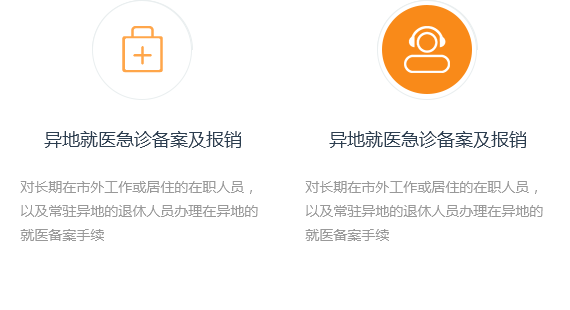 异地就医急诊备案及报销
对长期在市外工作或居住的在职人员，
以及常驻异地的退休人员办理在异地的
就医备案手续
异地就医急诊备案及报销
对长期在市外工作或居住的在职人员，
以及常驻异地的退休人员办理在异地的
就医备案手续